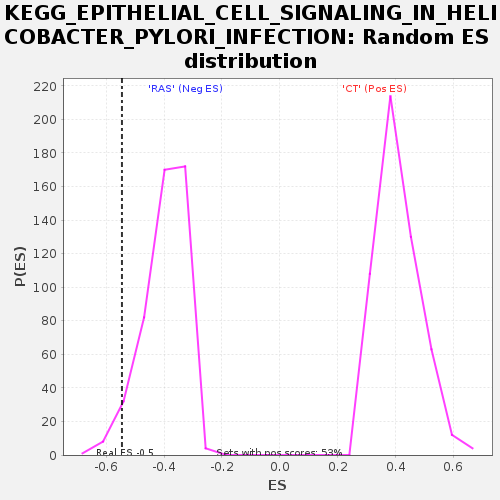 KEGG_EPITHELIAL_CELL_SIGNALING_IN_HELI
COBACTER_PYLORI_INFECTION: Random ES
distribution
'RAS' (Neg ES) 'CT' (Pos ES)
220
200
180
160
140
120
100
80
60
40
20
0
P(ES)
Real ES -0.5 Sets with pos scores: 53%
-0.6 -0.4 -0.2 0.0 0.2 0.4 0.6
ES